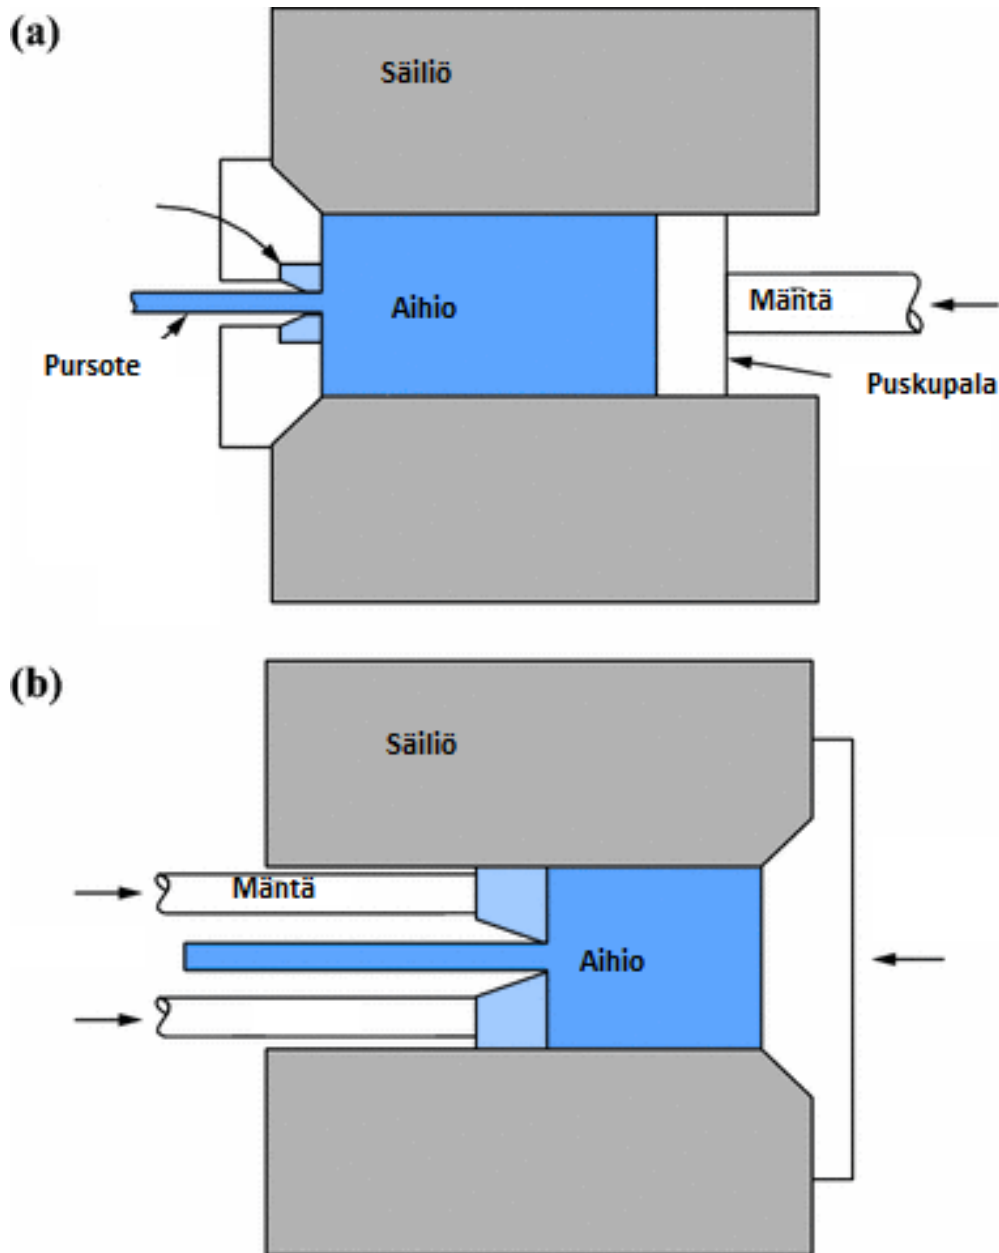 (a)
Säiliö
Aihio
Mäntä
Pursote
Puskupala
(b)
Säiliö
Mäntä
Aihio